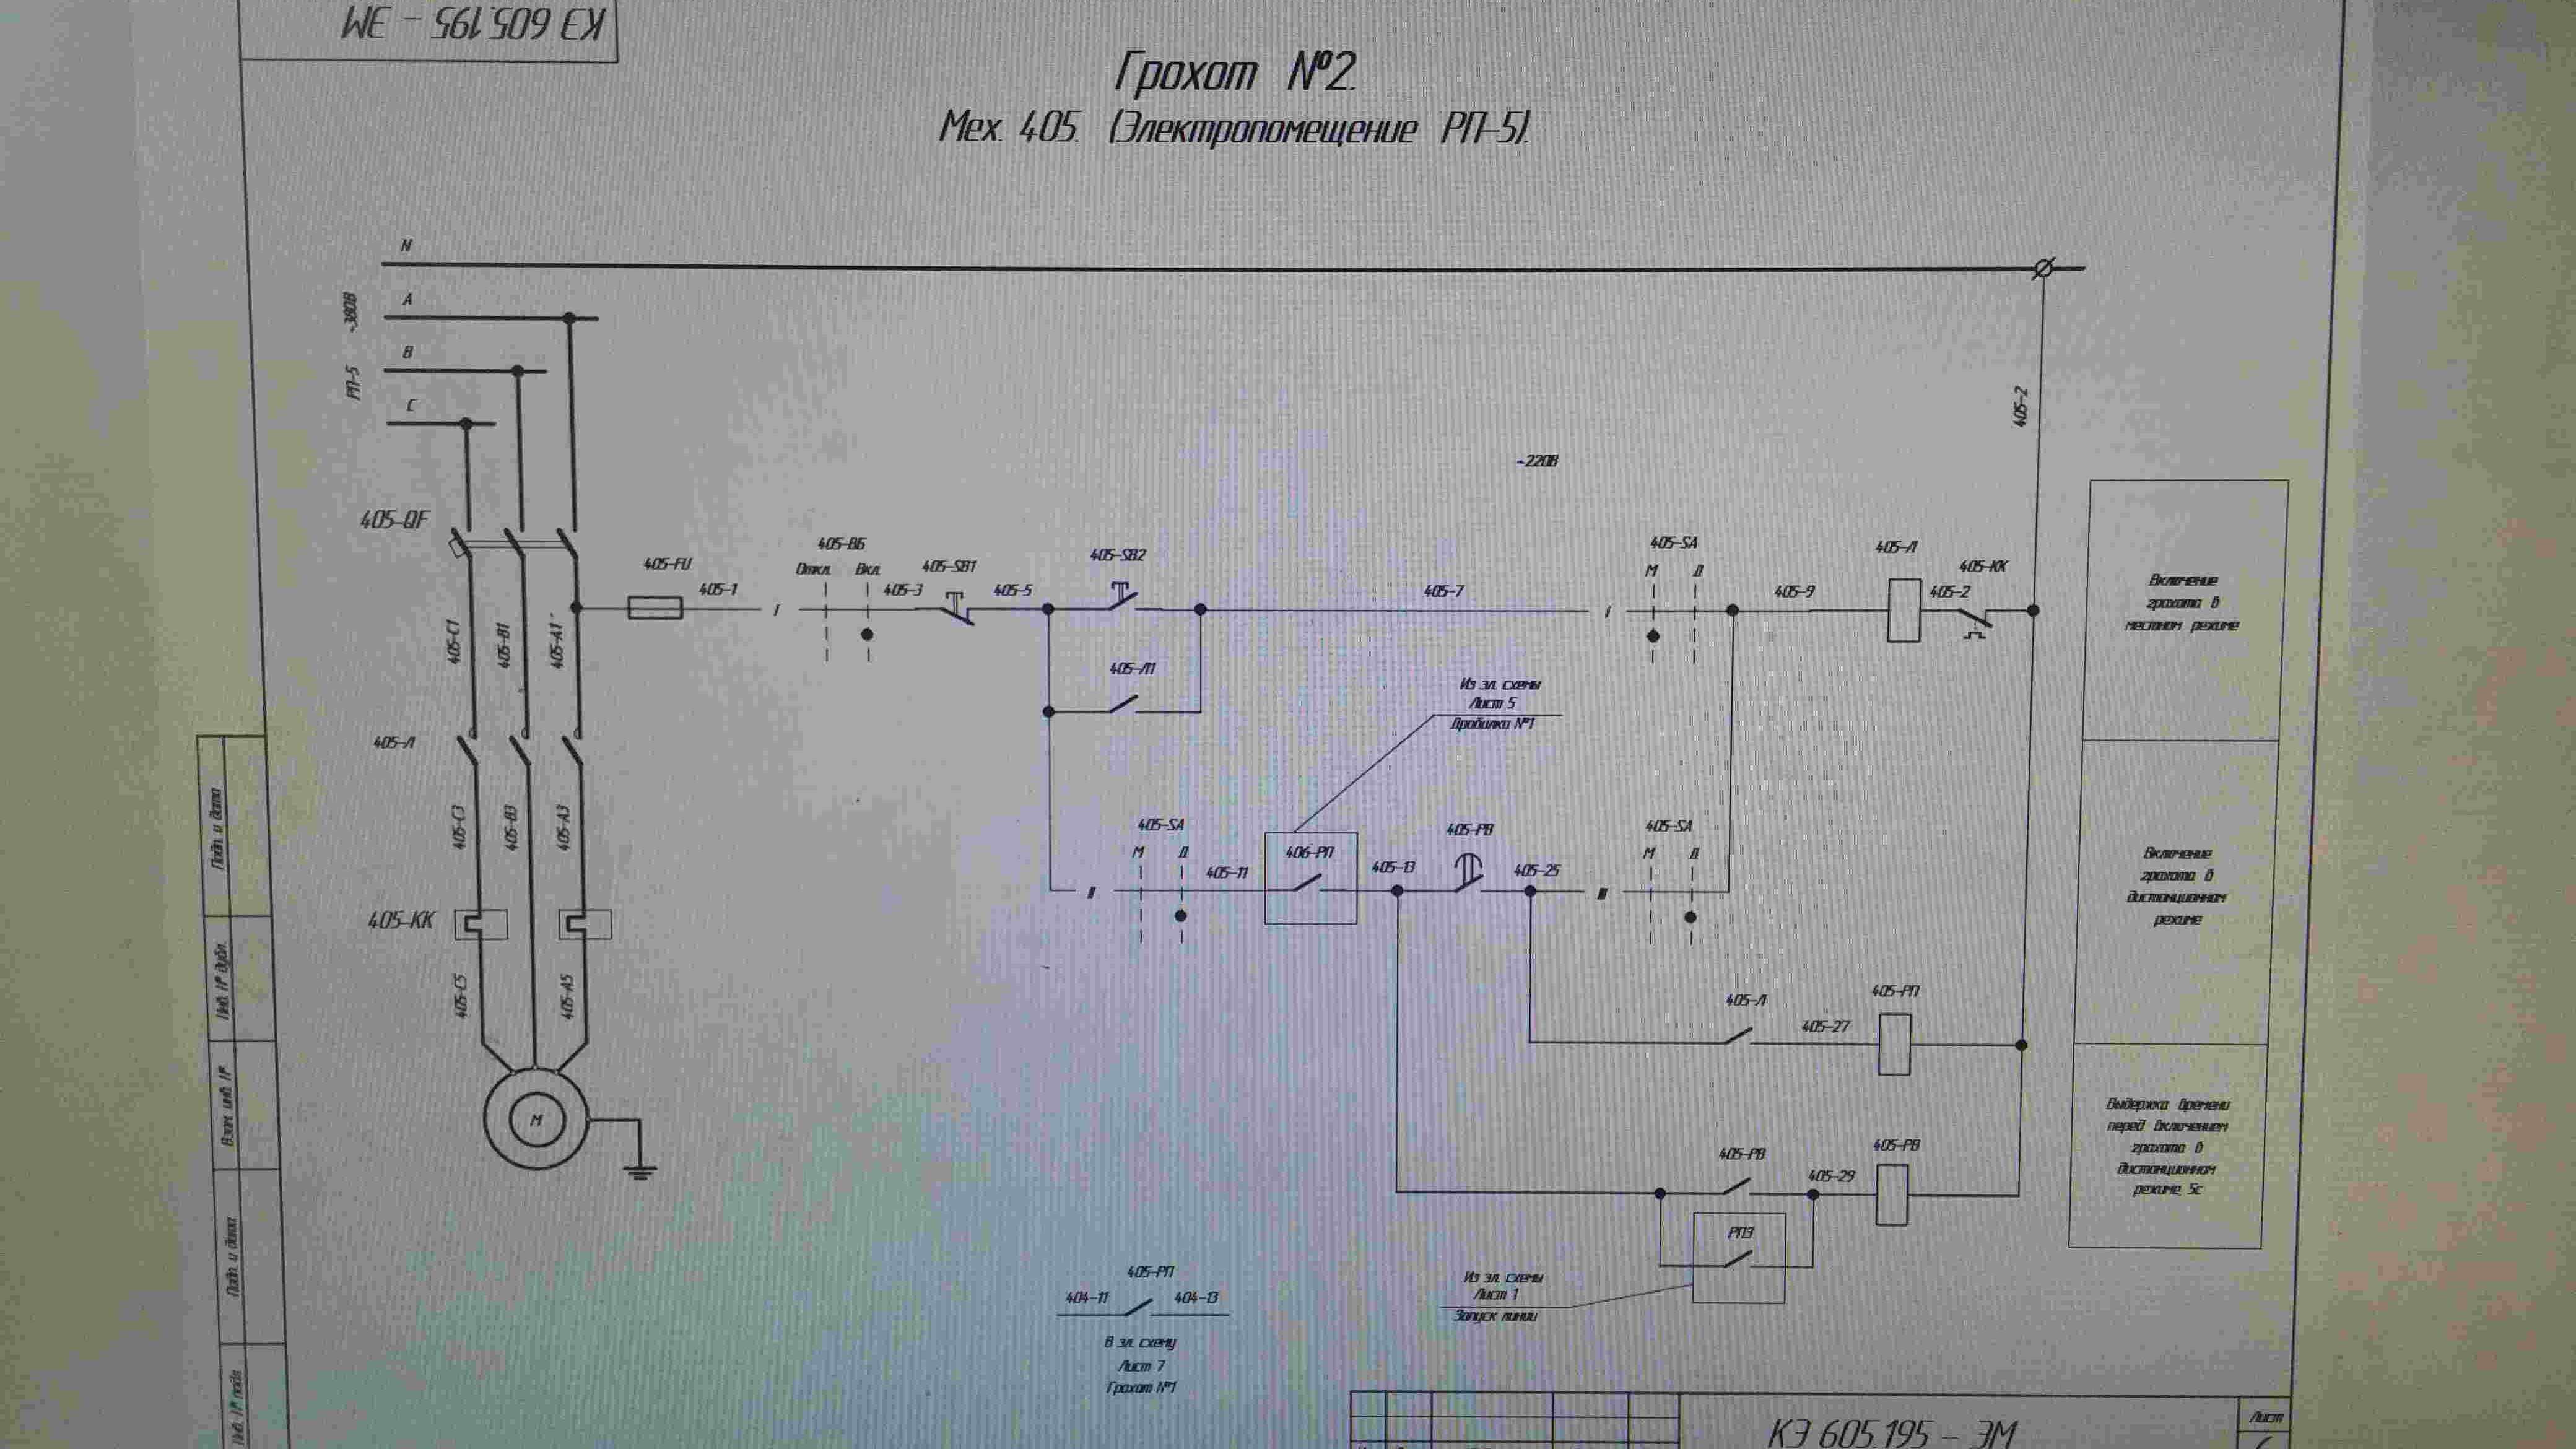 КЭ 605.195 - ЭМ
Грохот №2.
Мех. 405. (Электропомещение РП-5).
N
A
B
C
~380В
РП-5
405-2
~220В
405-QF
405-FU
405-1
I
405-ВБ
Откл.
Вкл.
405-3
405-SB1
405-5
405-SB2
405-7
I
405-SA
М
Д
405-9
405-Л
405-2
405-КК
405-Л1
405-C1
405-B1
405-A1
405-Л
405-C3
405-B3
405-A3
405-КК
405-C5
405-A5
М
Из эл. схемы
Лист 5
Дробилка №1
II
405-SA
М
Д
405-11
406-РП
405-13
405-РВ
405-25
III
405-SA
М
Д
405-Л
405-27
405-РП
405-РВ
405-29
405-РВ
РПЗ
Из эл. схемы
Лист 1
Запуск линии
405-РП
404-11
404-13
В эл. схему
Лист 7
Грохот №1
Включение
грохота в
местном режиме
Включение
грохота в
дистанционном
режиме
Выдержка времени
перед включением
грохота в
дистанционном
режиме 5с
Подп. и дата
Инв. № дубл.
Взам. инв. №
Подп. и дата
Инв. № подл.
КЭ 605.195 - ЭМ
Лист